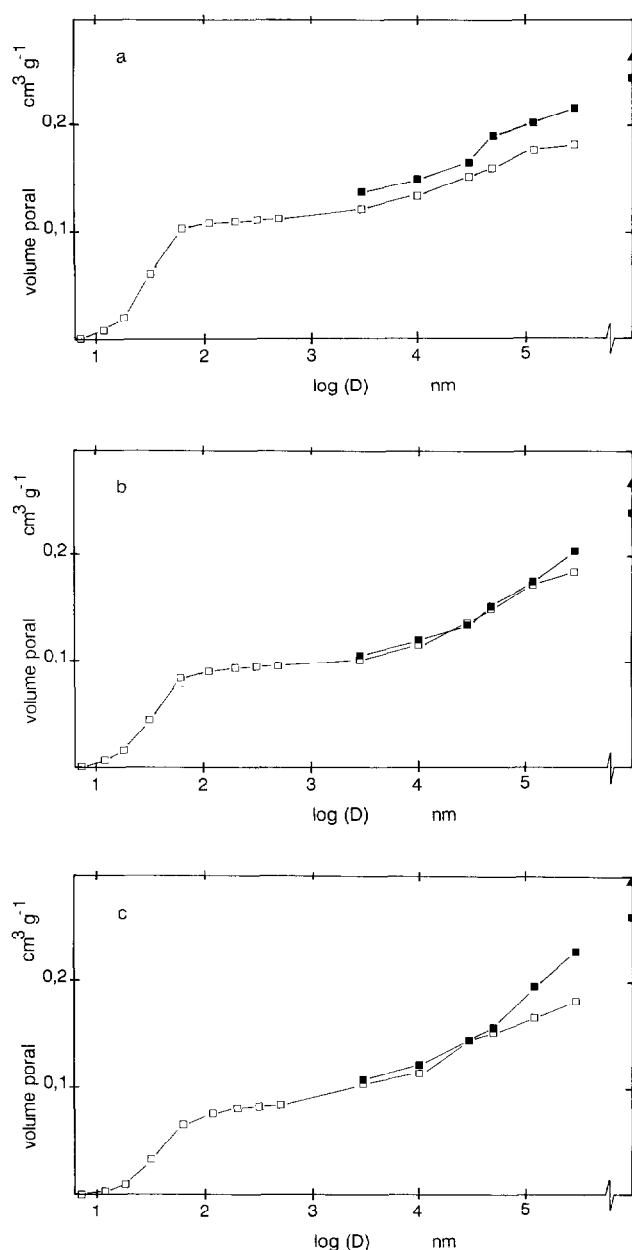 a
cm³ g⁻¹
0,2
0,1
volume poral
1 2 3 4 5
log (D) nm
b
cm³ g⁻¹
0,2
0,1
volume poral
1 2 3 4 5
log (D) nm
c
cm³ g⁻¹
0,2
0,1
volume poral
1 2 3 4 5
log (D) nm